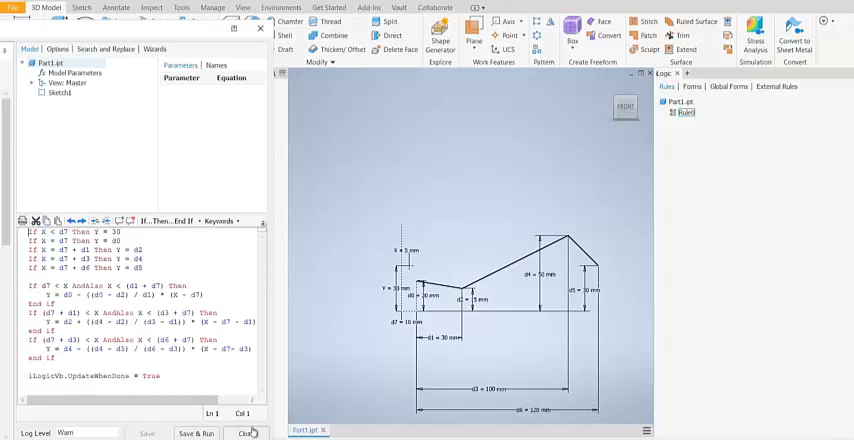 File 3D Model Sketch Annotate Inspect Tools Manage View Environments Get Started Add-Ins Vault Collaborate
Chamfer Thread Split
Shell Combine Direct
Draft Thicken/ Offset Delete Face
Modify
Shape Generator
Explore
Plane Axis
Point
UCS
Work Features
Pattern
Box Face
Convert
Create Freeform
Stitch Ruled Surface
Patch Trim
Sculpt Extend
Surface
Stress Analysis
Simulation
Convert to Sheet Metal
Convert
Model Options Search and Replace Wizards
Part1.ipt
Model Parameters
View: Master
Sketch1
Parameters Names
Parameter Equation
If...Then...End If Keywords
If X < d7 Then Y = 30
If X = d7 Then Y = d0
If X = d7 + d1 Then Y = d2
If X = d7 + d3 Then Y = d4
If X = d7 + d6 Then Y = d5
If d7 < X AndAlso X < (d1 + d7) Then
Y = d0 - ((d0 - d2) / d1) * (X - d7)
End if
If (d7 + d1) < X AndAlso X < (d3 + d7) Then
Y = d2 + ((d4 - d2) / (d3 - d1)) * (X - d7 - d1)
end if
If (d7 + d3) < X AndAlso X < (d6 + d7) Then
Y = d4 - ((d4 - d5) / (d6 - d3)) * (X - d7- d3)
end if
iLogicVb.UpdateWhenDone = True
Ln 1 Col 1
Log Level Warn Save Save & Run Clos
FRONT
X = 5 mm
Y = 30 mm
d0 = 20 mm
d2 = 15 mm
d4 = 50 mm
d5 = 30 mm
d7 = 10 mm
d1 = 30 mm
d3 = 100 mm
d6 = 120 mm
Part1.ipt
iLogic
Rules Forms Global Forms External Rules
Part1.ipt
Rule0